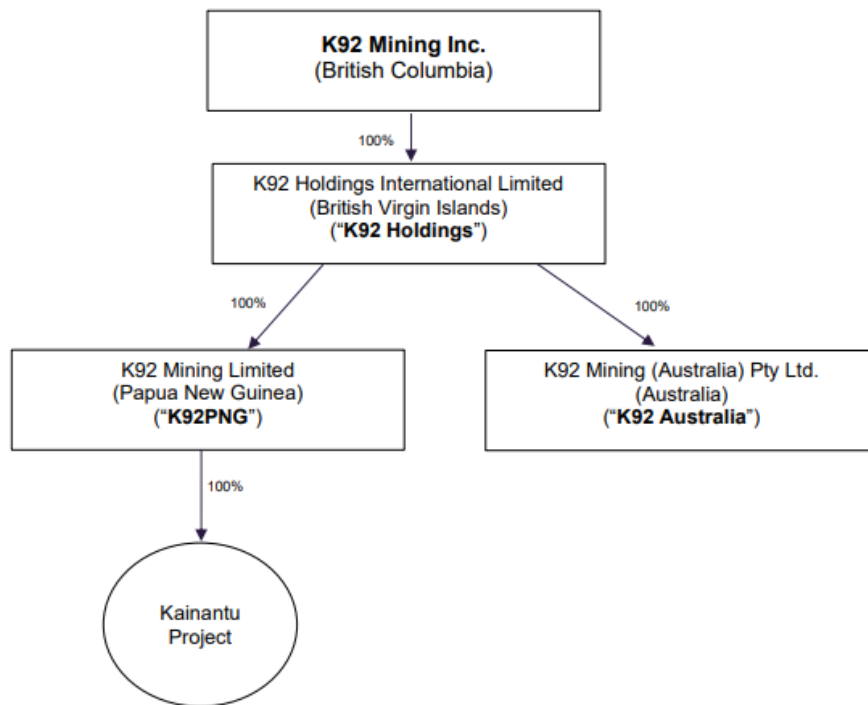 K92 Mining Inc.
(British Columbia)
100%
K92 Holdings International Limited
(British Virgin Islands)
(“K92 Holdings”)
100%
100%
K92 Mining Limited
(Papua New Guinea)
(“K92PNG”)
K92 Mining (Australia) Pty Ltd.
(Australia)
(“K92 Australia”)
100%
Kainantu
Project